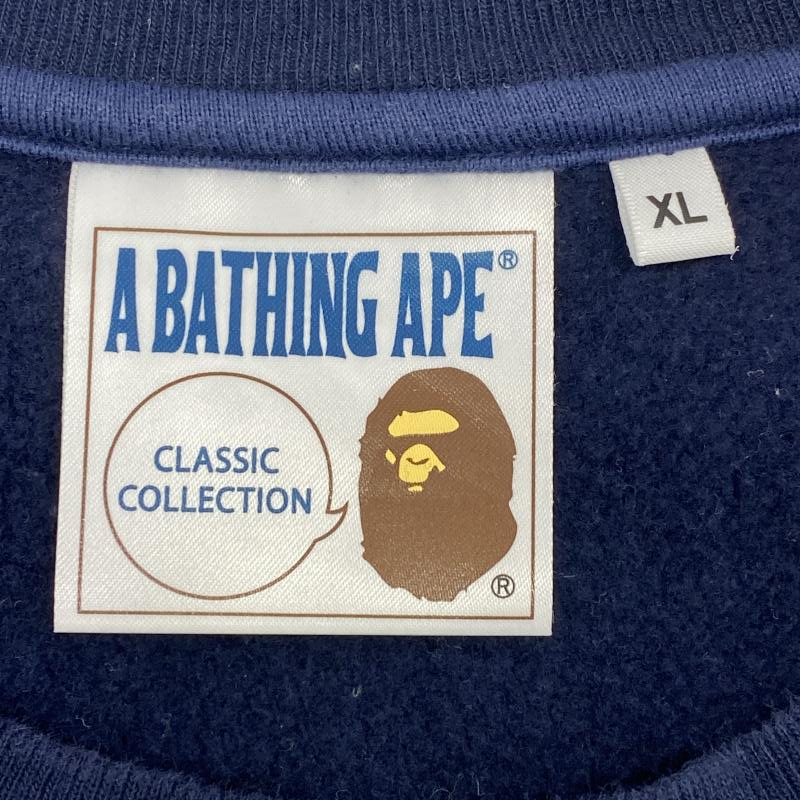 XL
A BATHING APE®
CLASSIC
COLLECTION
®